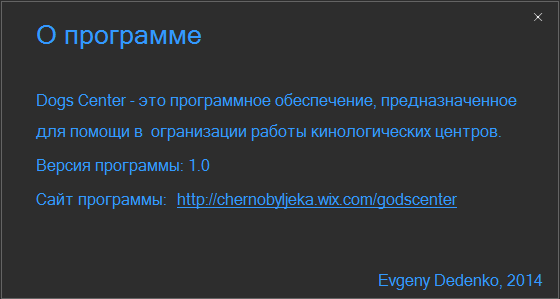 О программе
Dogs Center - это программное обеспечение, предназначенное
для помощи в огранизации работы кинологических центров.
Версия программы: 1.0
Сайт программы: http://chernobyljeka.wix.com/godscenter
Evgeny Dedenko, 2014